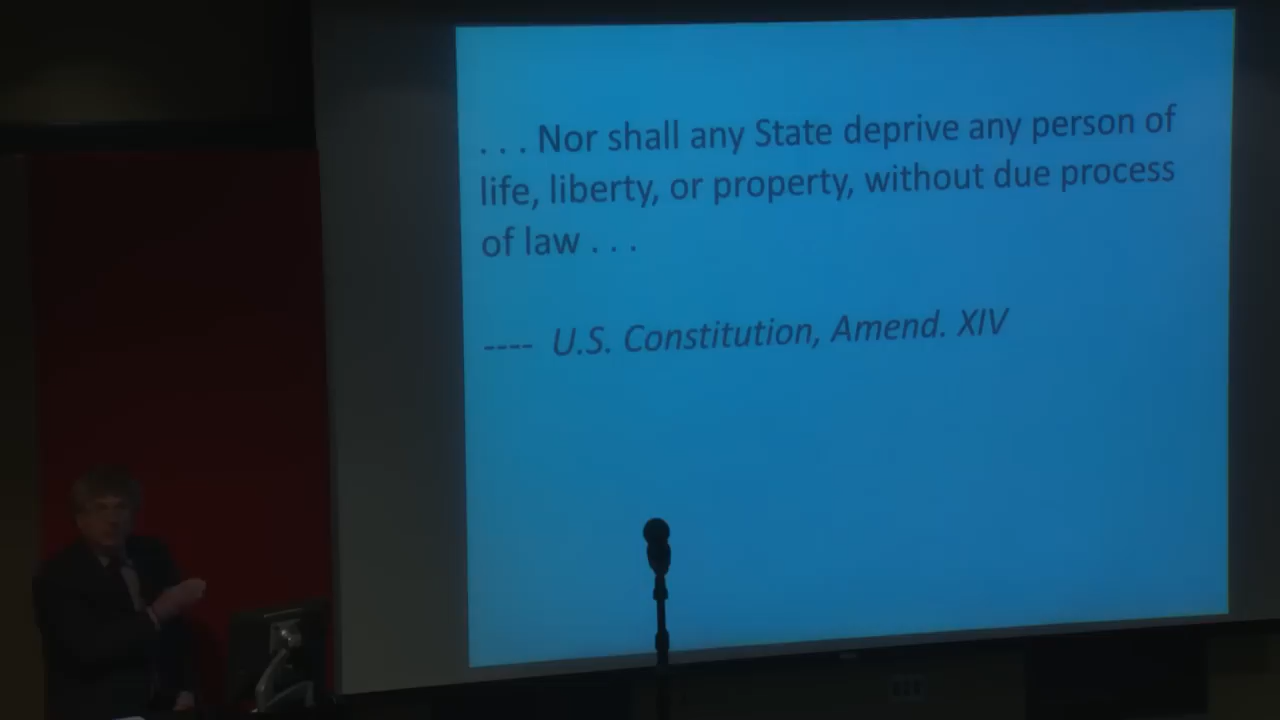 . . . Nor shall any State deprive any person of
life, liberty, or property, without due process
of law . . .
---- U.S. Constitution, Amend. XIV